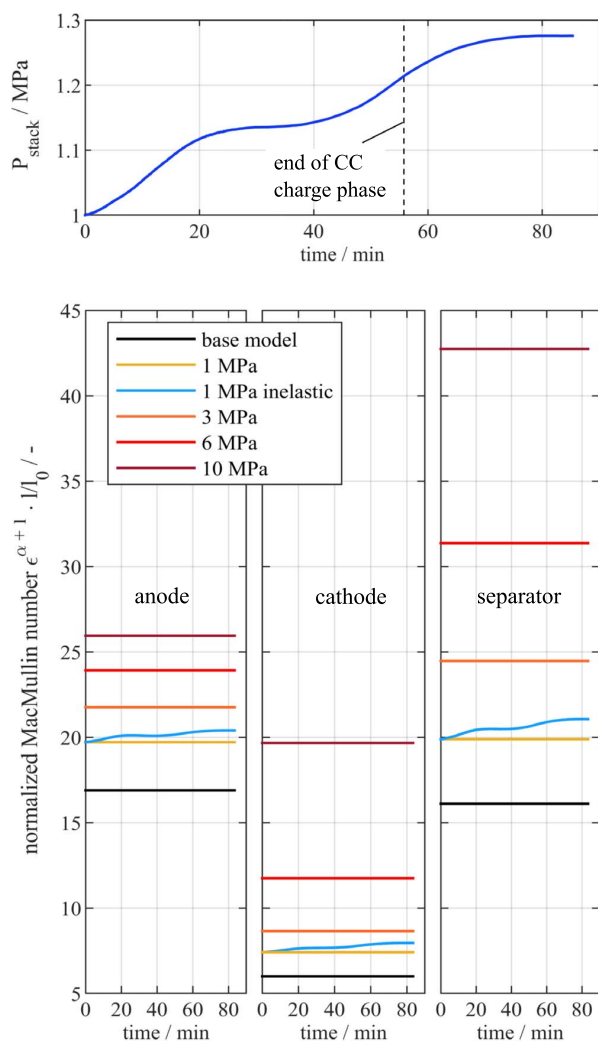 1.3
1.2
1.1
1
P_stack / MPa
end of CC
charge phase
0
20
40
60
80
time / min
45
40
35
30
25
20
15
10
5
normalized MacMullin number ϵ^{α + 1} · l/l_0 / -
base model
1 MPa
1 MPa inelastic
3 MPa
6 MPa
10 MPa
anode
cathode
separator
0 20 40 60 80
0 20 40 60 80
0 20 40 60 80
time / min
time / min
time / min